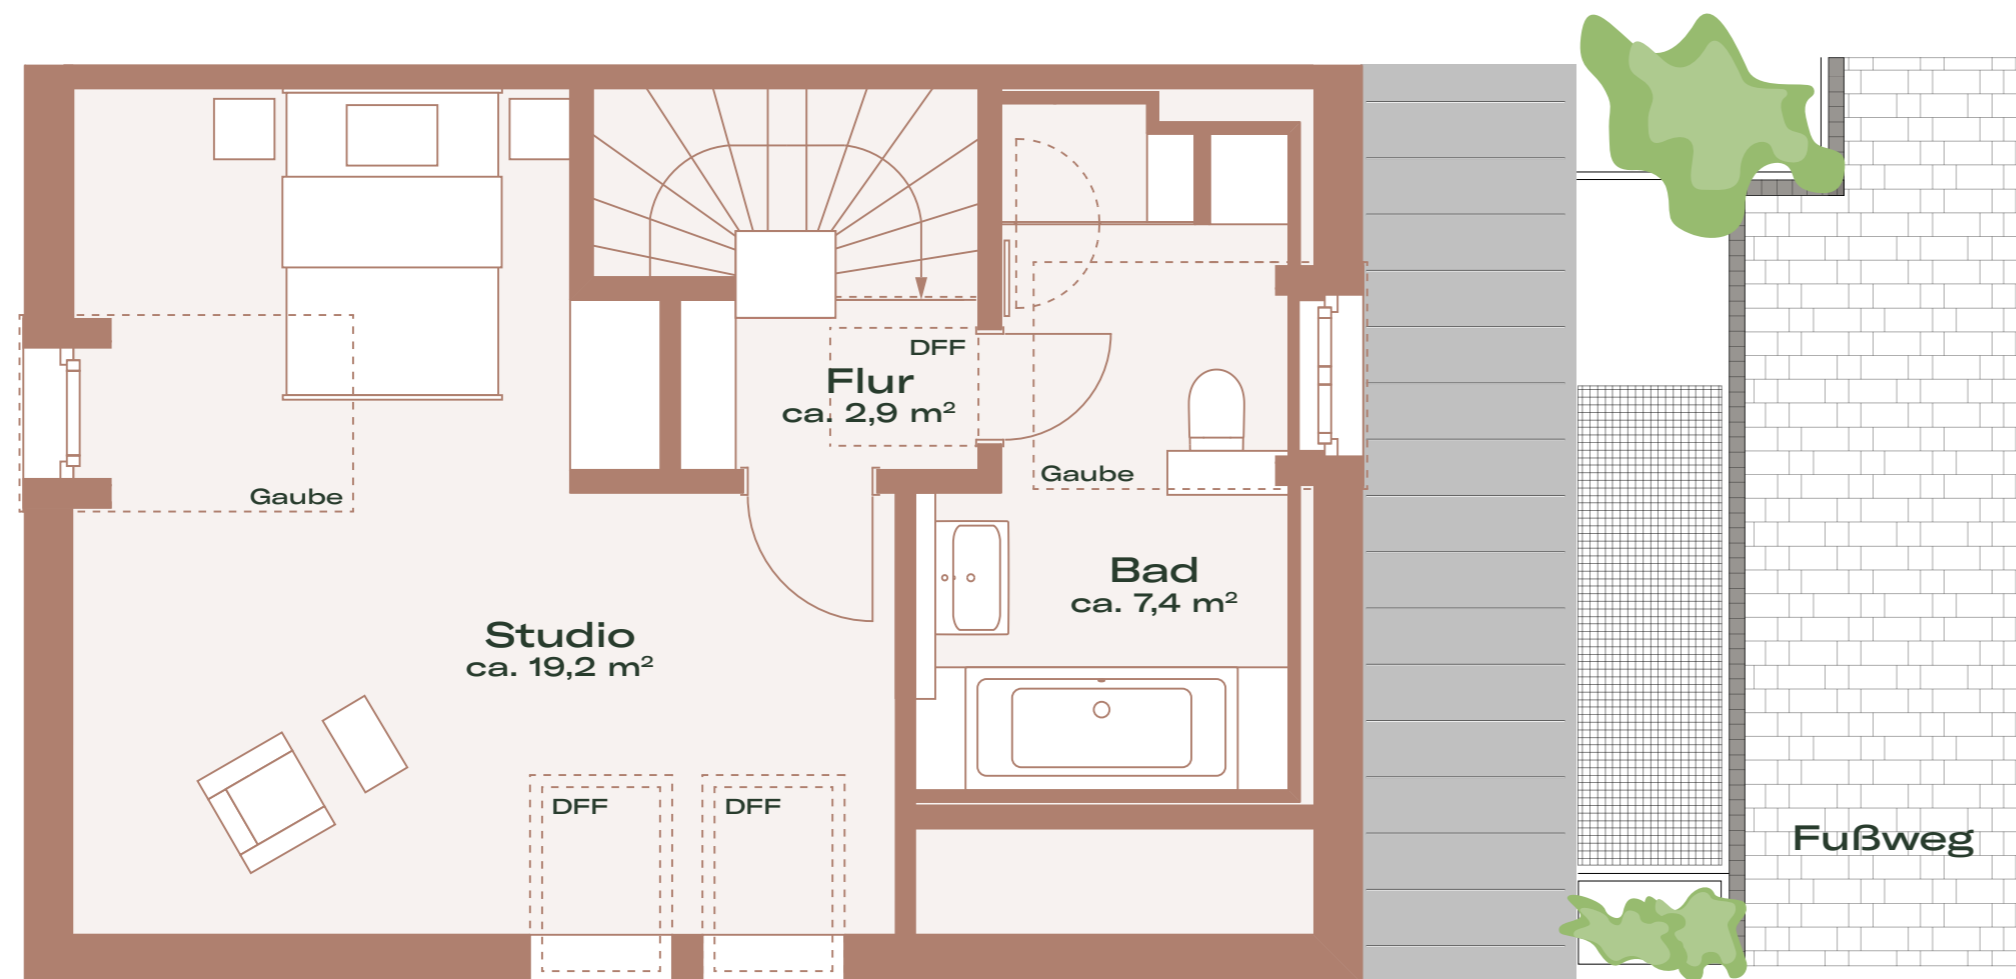 DFF
Flur
ca. 2,9 m²
Gaube
Gaube
Bad
ca. 7,4 m²
Studio
ca. 19,2 m²
DFF
DFF
Fußweg